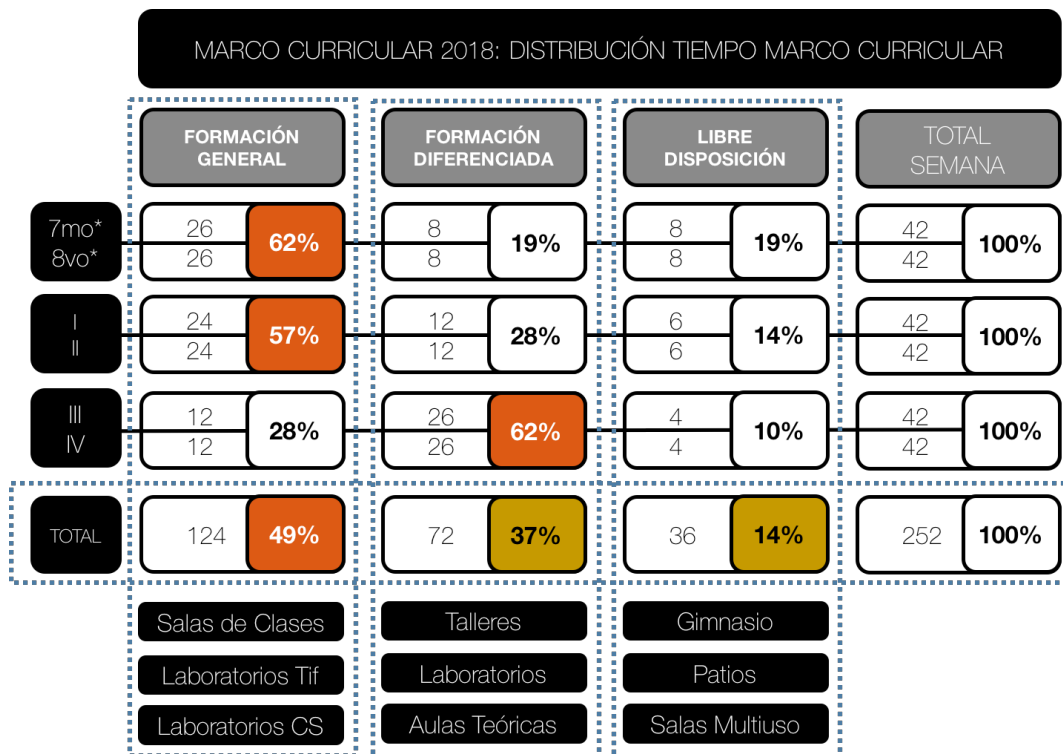 MARCO CURRICULAR 2018: DISTRIBUCIÓN TIEMPO MARCO CURRICULAR
FORMACIÓN
GENERAL
FORMACIÓN
DIFERENCIADA
LIBRE
DISPOSICIÓN
TOTAL
SEMANA
7mo*
8vo*
26
26
62%
8
8
19%
8
8
19%
42
42
100%
I
II
24
24
57%
12
12
28%
6
6
14%
42
42
100%
III
IV
12
12
28%
26
26
62%
4
4
10%
42
42
100%
TOTAL
124
49%
72
37%
36
14%
252
100%
Salas de Clases
Talleres
Gimnasio
Laboratorios Tif
Laboratorios
Patios
Laboratorios CS
Aulas Teóricas
Salas Multiuso